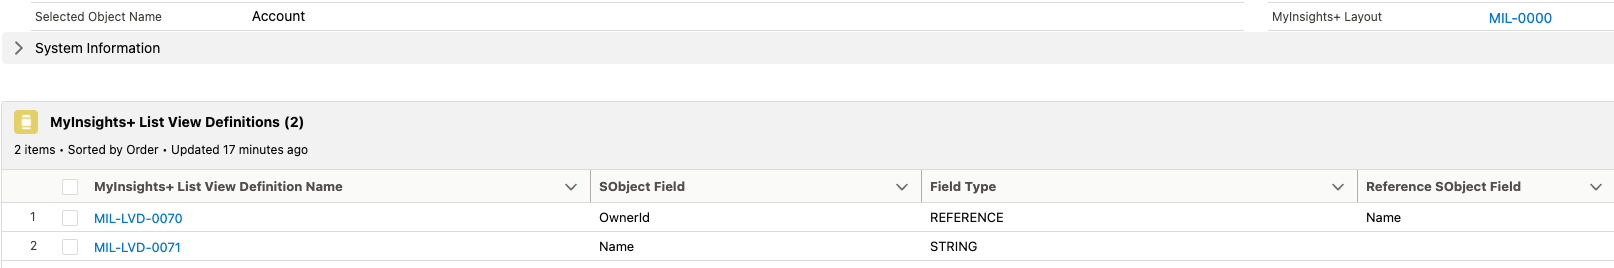 Selected Object Name Account MyInsights+ Layout MIL-0000
System Information
MyInsights+ List View Definitions (2)
2 items • Sorted by Order • Updated 17 minutes ago
MyInsights+ List View Definition Name SObject Field Field Type Reference SObject Field
1 MIL-LVD-0070 OwnerId REFERENCE Name
2 MIL-LVD-0071 Name STRING